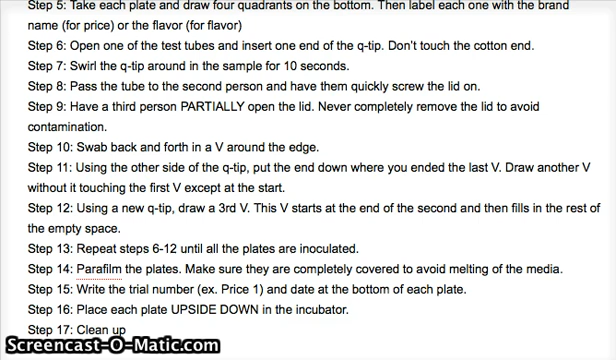 Step 5: Take each plate and draw four quadrants on the bottom. Then label each one with the brand
name (for price) or the flavor (for flavor)
Step 6: Open one of the test tubes and insert one end of the q-tip. Don't touch the cotton end.
Step 7: Swirl the q-tip around in the sample for 10 seconds.
Step 8: Pass the tube to the second person and have them quickly screw the lid on.
Step 9: Have a third person PARTIALLY open the lid. Never completely remove the lid to avoid
contamination.
Step 10: Swab back and forth in a V around the edge.
Step 11: Using the other side of the q-tip, put the end down where you ended the last V. Draw another V
without it touching the first V except at the start.
Step 12: Using a new q-tip, draw a 3rd V. This V starts at the end of the second and then fills in the rest of
the empty space.
Step 13: Repeat steps 6-12 until all the plates are inoculated.
Step 14: Parafilm the plates. Make sure they are completely covered to avoid melting of the media.
Step 15: Write the trial number (ex. Price 1) and date at the bottom of each plate.
Step 16: Place each plate UPSIDE DOWN in the incubator.
Step 17: Clean up
Screencast-O-Matic.com